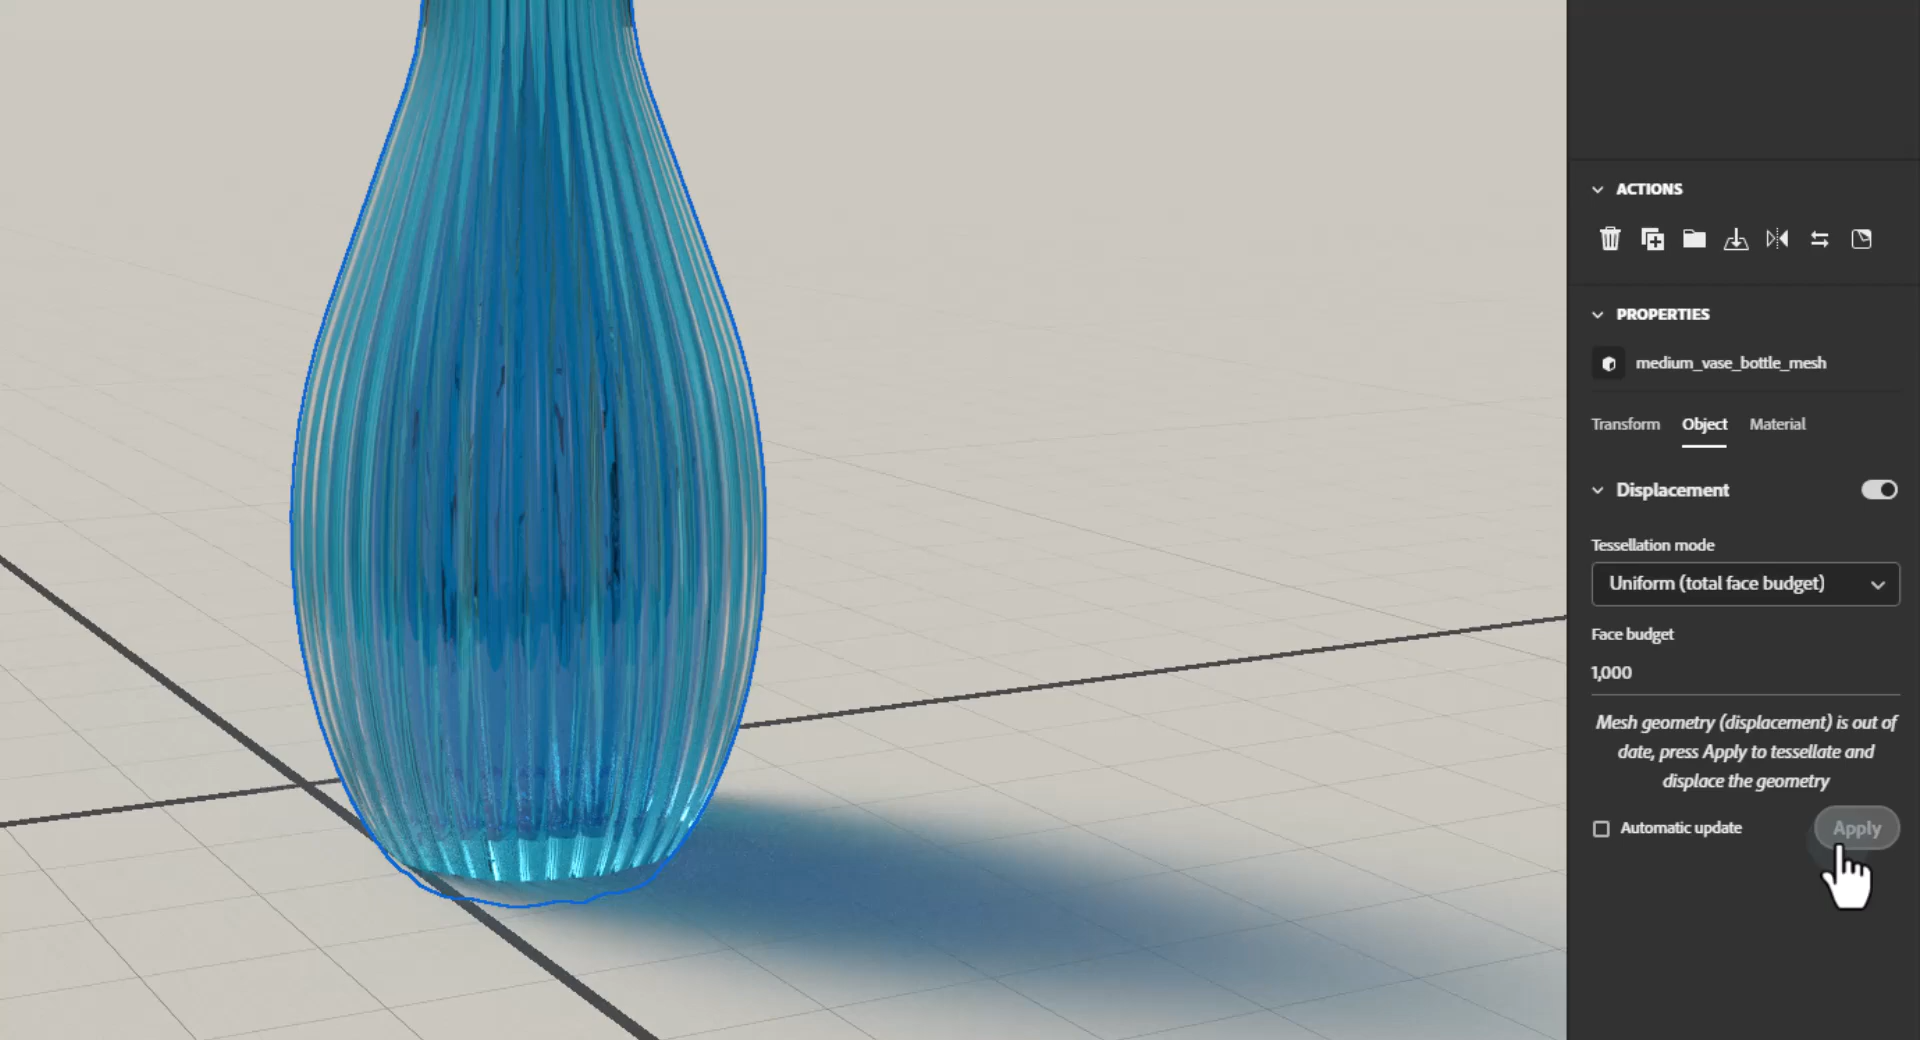 ACTIONS
PROPERTIES
medium_vase_bottle_mesh
Transform Object Material
Displacement
Tessellation mode
Uniform (total face budget)
Face budget
1,000
Mesh geometry (displacement) is out of
date, press Apply to tessellate and
displace the geometry
Automatic update Apply